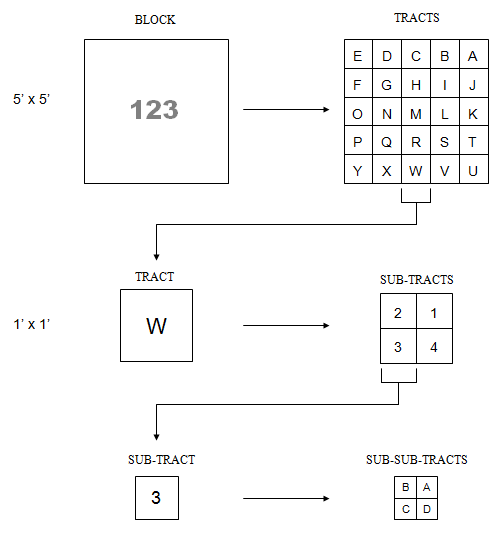 BLOCK
TRACTS
5’ x 5’
123
E D C B A
F G H I J
O N M L K
P Q R S T
Y X W V U
TRACT
SUB-TRACTS
1’ x 1’
W
2 1
3 4
SUB-TRACT
SUB-SUB-TRACTS
3
B A
C D